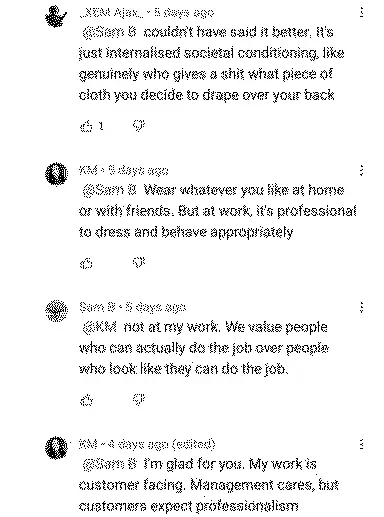 _XEM Ajax_ • 5 days ago
@Sam B couldn't have said it better, it's
just internalised societal conditioning, like
genuinely who gives a shit what piece of
cloth you decide to drape over your back
1
KM • 5 days ago
@Sam B Wear whatever you like at home
or with friends. But at work, it's professional
to dress and behave appropriately
Sam B • 5 days ago
@KM not at my work. We value people
who can actually do the job over people
who look like they can do the job.
KM • 4 days ago (edited)
@Sam B I'm glad for you. My work is
customer facing. Management cares, but
customers expect professionalism